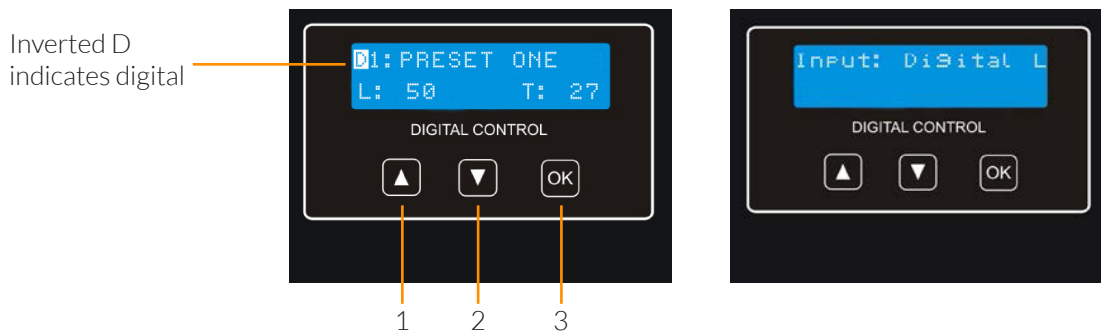 Inverted D
indicates digital
D1:PRESET ONE
L: 50 T: 27
DIGITAL CONTROL
OK
1 2 3
Input: Digital L
DIGITAL CONTROL
OK